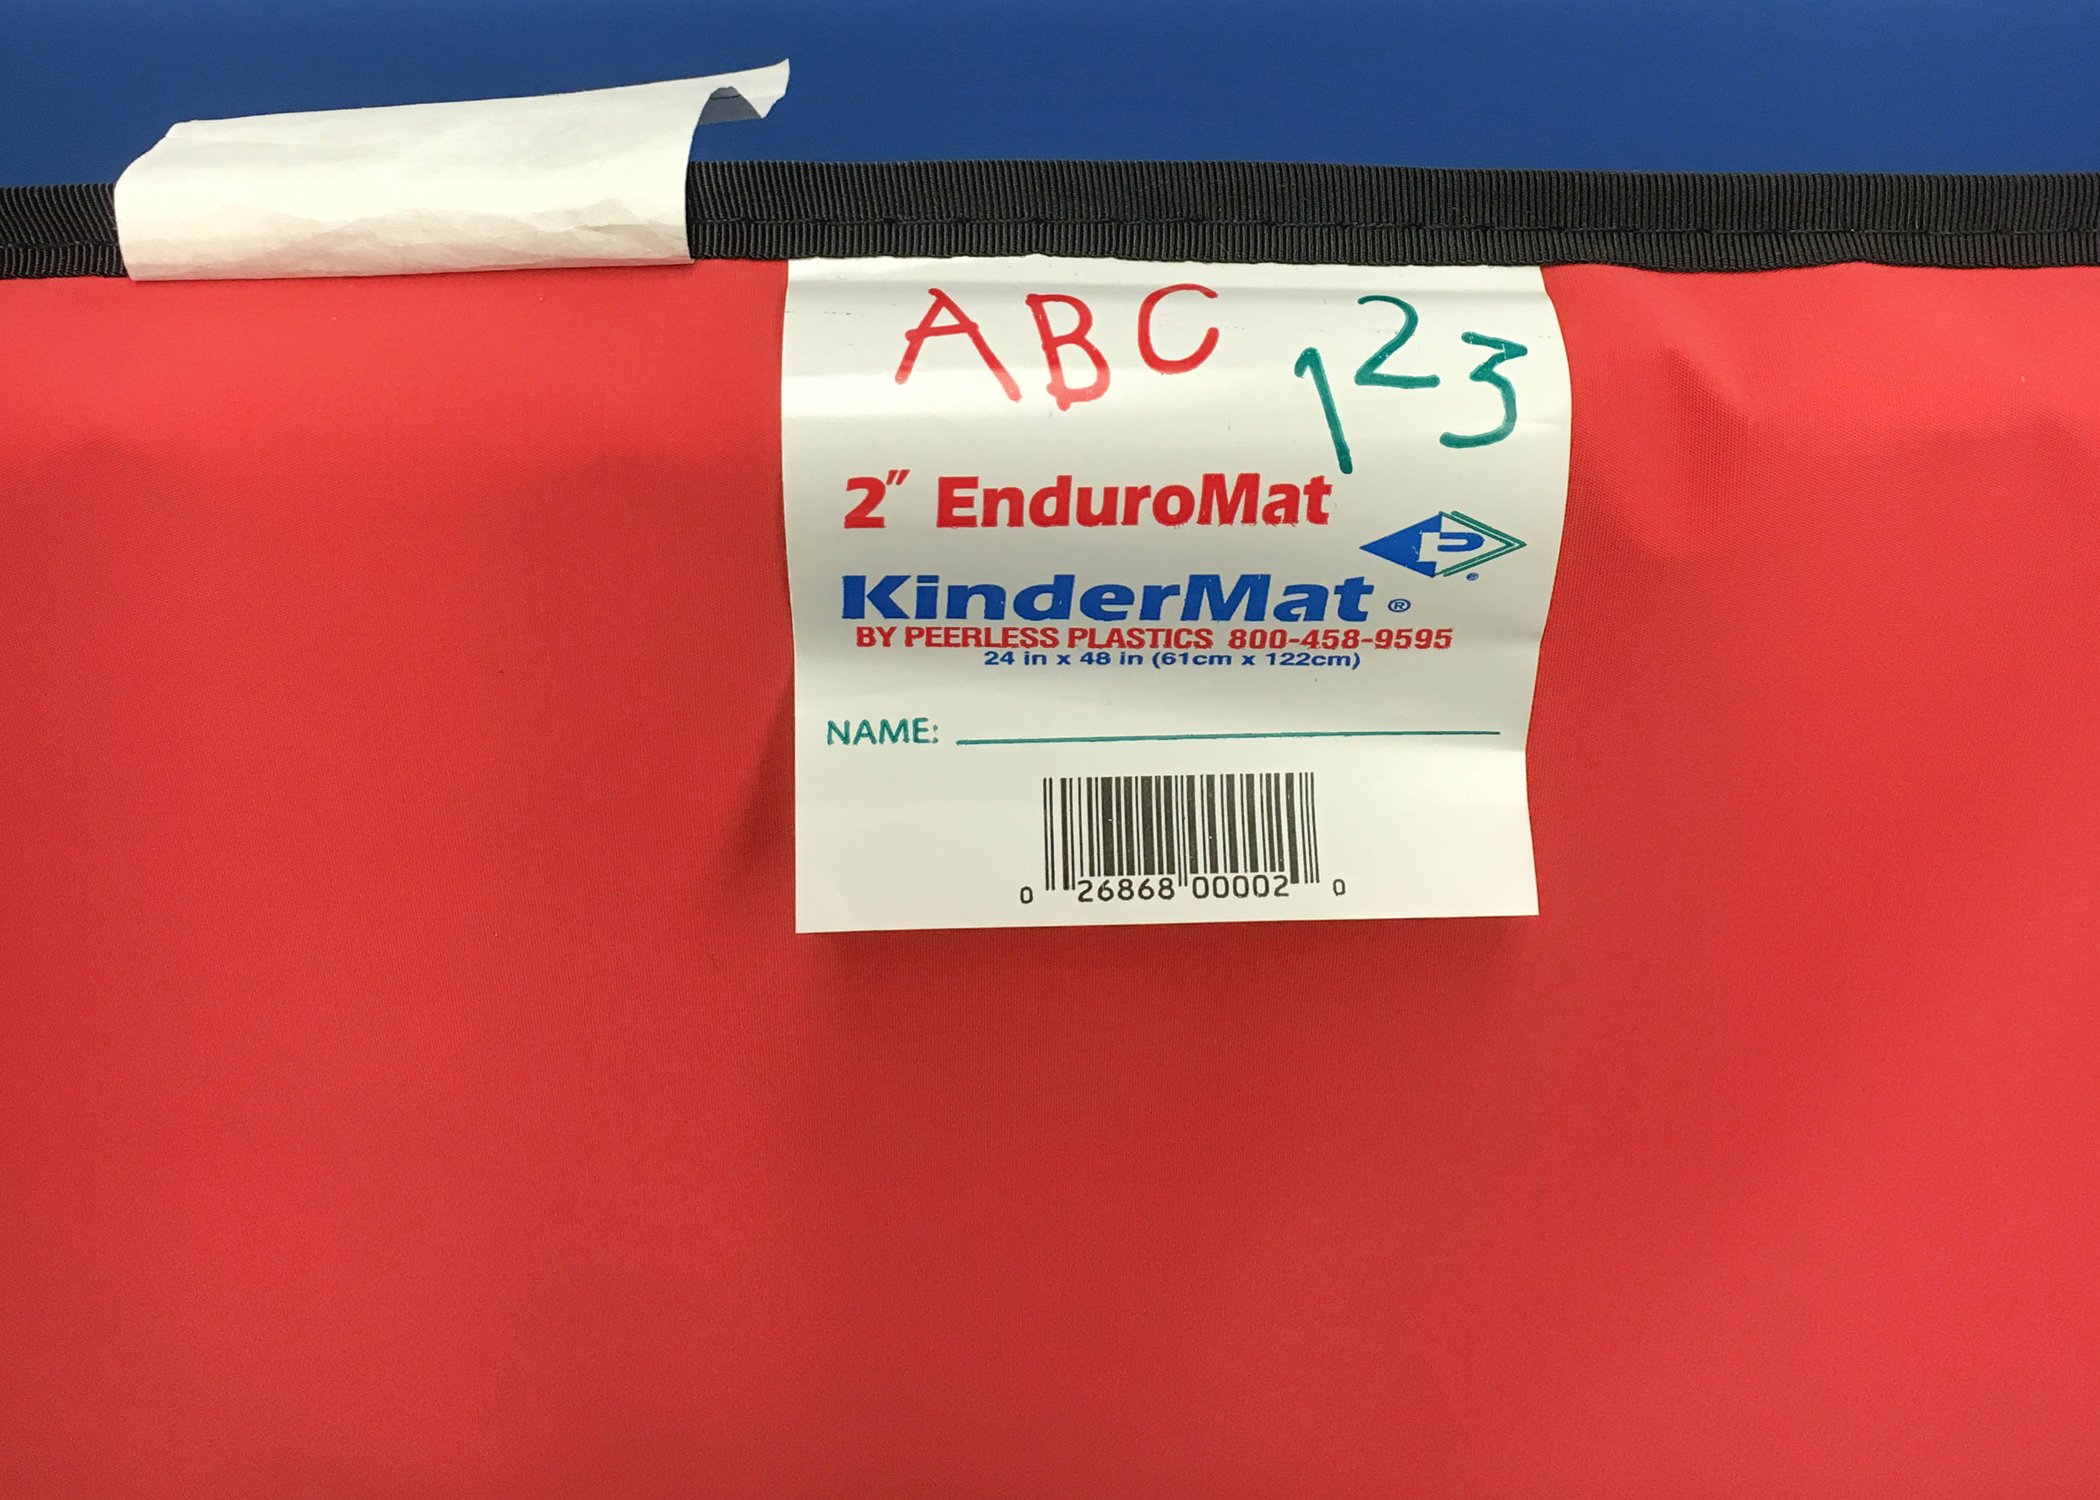 ABC 123
2" EnduroMat
P®
KinderMat®
BY PEERLESS PLASTICS 800-458-9595
24 in x 48 in (61cm x 122cm)
NAME:
0 26868 00002 0